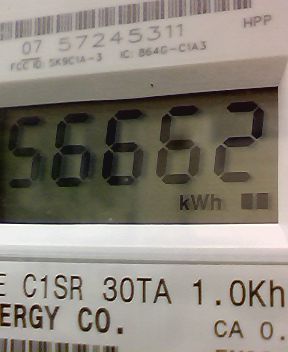 HPP
07 57245311
FCC ID: SK9C1A-3 IC: 864G-C1A3
56662
kWh
E C1SR 30TA 1.0Kh
ERGY CO.
CA 0.